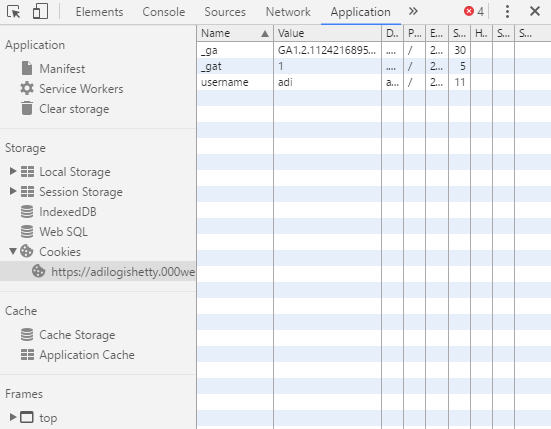 Elements Console Sources Network Application » 4
Application
Manifest
Service Workers
Clear storage
Storage
Local Storage
Session Storage
IndexedDB
Web SQL
Cookies
https://adilogishetty.000we
Cache
Cache Storage
Application Cache
Frames
top
Name Value D.. P... E... S... H.. S... S...
_ga GA1.2.1124216895... .... / 2... 30
_gat 1 .... / 2... 5
username adi a... / 2... 11